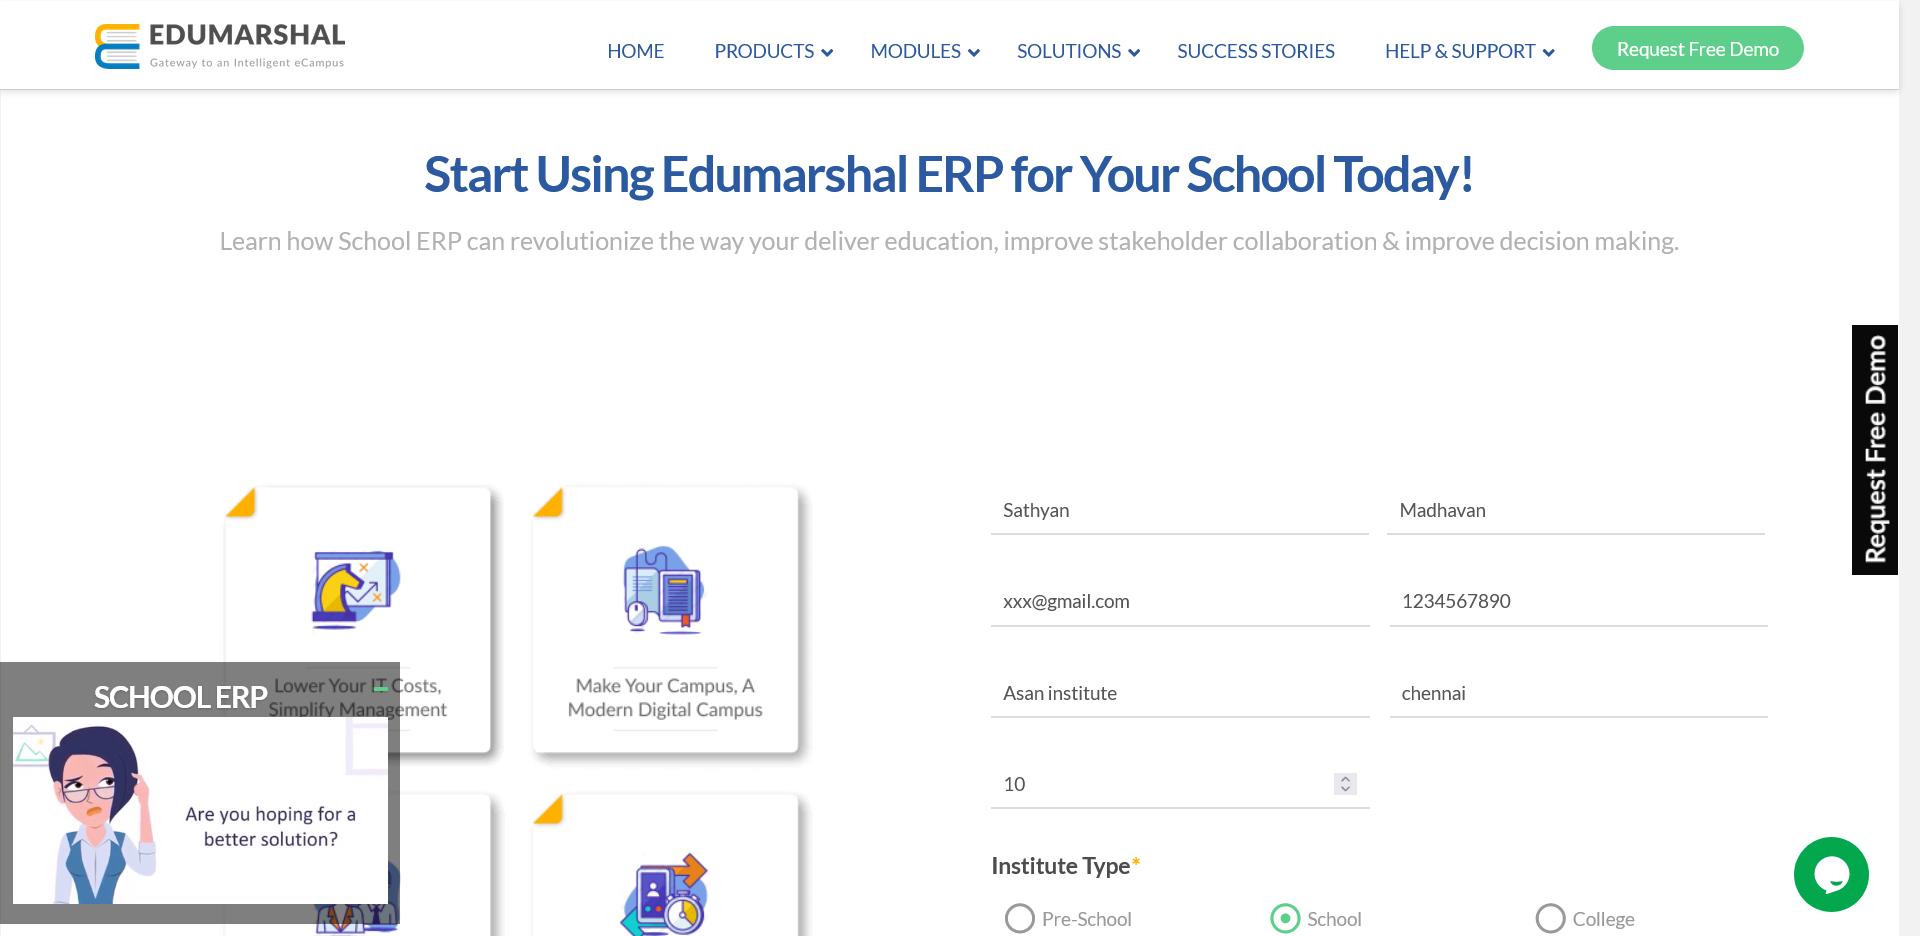 EDUMARSHAL
Gateway to an Intelligent eCampus
HOME
PRODUCTS
MODULES
SOLUTIONS
SUCCESS STORIES
HELP & SUPPORT
Request Free Demo
Start Using Edumarshal ERP for Your School Today!
Learn how School ERP can revolutionize the way your deliver education, improve stakeholder collaboration & improve decision making.
Request Free Demo
Lower Your IT Costs,
Simplify Management
Make Your Campus, A
Modern Digital Campus
SCHOOL ERP
Are you hoping for a
better solution?
Sathyan
Madhavan
xxx@gmail.com
1234567890
Asan institute
chennai
10
Institute Type*
Pre-School
School
College